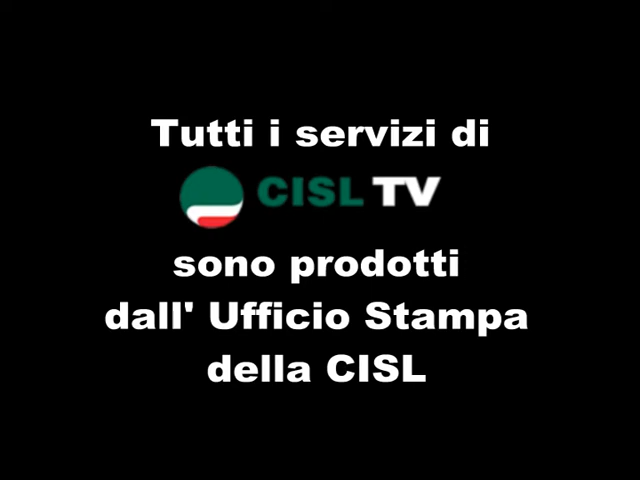 Tutti i servizi di
CISL TV
sono prodotti
dall' Ufficio Stampa
della CISL